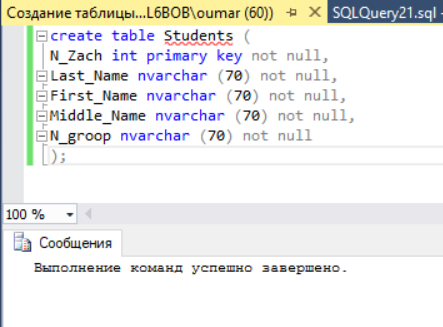 Создание таблицы...L6BOB\oumar (60))
SQLQuery21.sql -
create table Students (
N_Zach int primary key not null,
Last_Name nvarchar (70) not null,
First_Name nvarchar (70) not null,
Middle_Name nvarchar (70) not null,
N_groop nvarchar (70) not null
);
100 %
Сообщения
Выполнение команд успешно завершено.